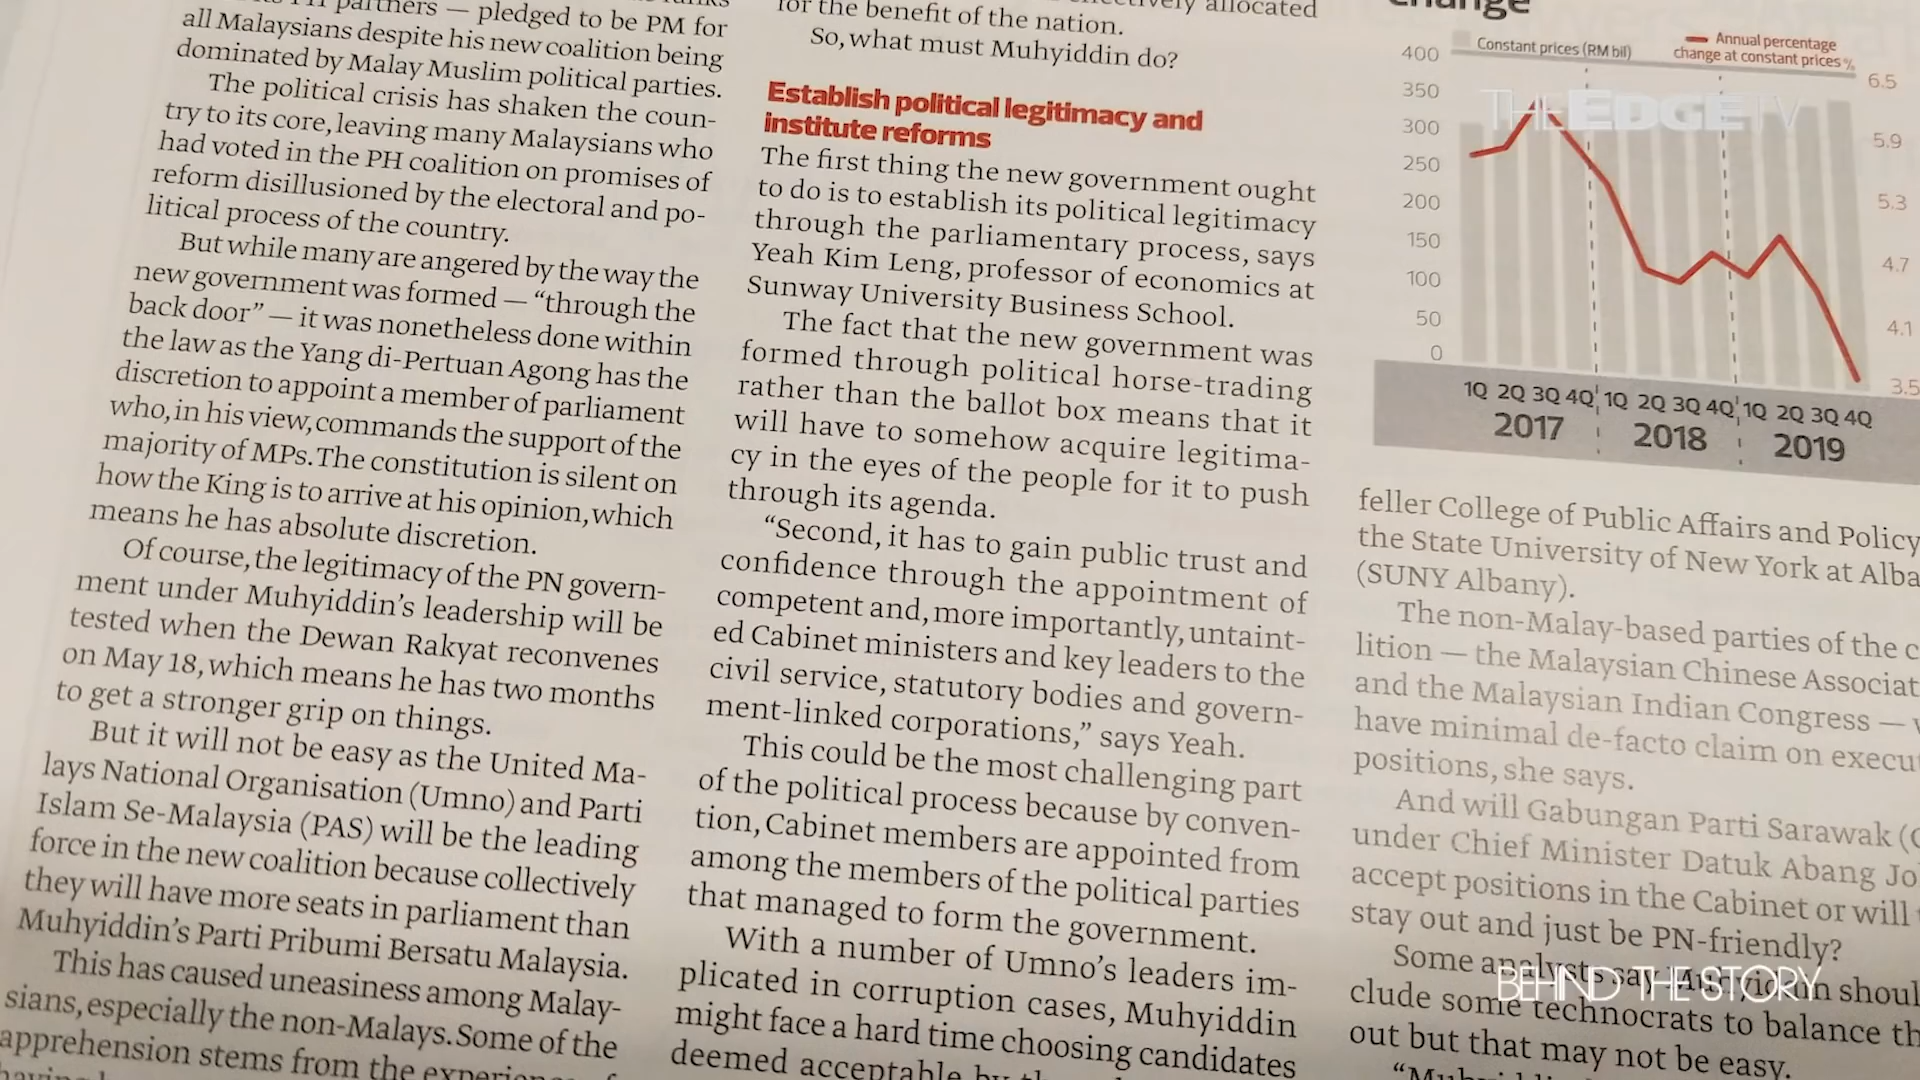 partners — pledged to be PM for
all Malaysians despite his new coalition being
dominated by Malay Muslim political parties.
The political crisis has shaken the coun-
try to its core, leaving many Malaysians who
had voted in the PH coalition on promises of
reform disillusioned by the electoral and po-
litical process of the country.
But while many are angered by the way the
new government was formed — “through the
back door” — it was nonetheless done within
the law as the Yang di-Pertuan Agong has the
discretion to appoint a member of parliament
who, in his view, commands the support of the
majority of MPs. The constitution is silent on
how the King is to arrive at his opinion, which
means he has absolute discretion.
Of course, the legitimacy of the PN govern-
ment under Muhyiddin’s leadership will be
tested when the Dewan Rakyat reconvenes
on May 18, which means he has two months
to get a stronger grip on things.
But it will not be easy as the United Ma-
lays National Organisation (Umno) and Parti
Islam Se-Malaysia (PAS) will be the leading
force in the new coalition because collectively
they will have more seats in parliament than
Muhyiddin’s Parti Pribumi Bersatu Malaysia.
This has caused uneasiness among Malay-
sians, especially the non-Malays. Some of the
apprehension stems from the
allocated
for the benefit of the nation.
So, what must Muhyiddin do?
Establish political legitimacy and
institute reforms
The first thing the new government ought
to do is to establish its political legitimacy
through the parliamentary process, says
Yeah Kim Leng, professor of economics at
Sunway University Business School.
The fact that the new government was
formed through political horse-trading
rather than the ballot box means that it
will have to somehow acquire legitima-
cy in the eyes of the people for it to push
through its agenda.
“Second, it has to gain public trust and
confidence through the appointment of
competent and, more importantly, untaint-
ed Cabinet ministers and key leaders to the
civil service, statutory bodies and govern-
ment-linked corporations,” says Yeah.
This could be the most challenging part
of the political process because by conven-
tion, Cabinet members are appointed from
among the members of the political parties
that managed to form the government.
With a number of Umno’s leaders im-
plicated in corruption cases, Muhyiddin
might face a hard time choosing candidates
deemed acceptable by
change
Constant prices (RM bil)
Annual percentage
change at constant prices %
400
350
300
250
200
150
100
50
0
6.5
5.9
5.3
4.7
4.1
3.5
THE EDGE TV
1Q 2Q 3Q 4Q 1Q 2Q 3Q 4Q 1Q 2Q 3Q 4Q
2017 2018 2019
feller College of Public Affairs and Policy
the State University of New York at Alba
(SUNY Albany).
The non-Malay-based parties of the c
lition — the Malaysian Chinese Associat
and the Malaysian Indian Congress —
have minimal de-facto claim on execu
positions, she says.
And will Gabungan Parti Sarawak (
under Chief Minister Datuk Abang Jo
accept positions in the Cabinet or will
stay out and just be PN-friendly?
Some analysts say Muhyiddin shoul
clude some technocrats to balance th
out but that may not be easy.
BEHIND THE STORY